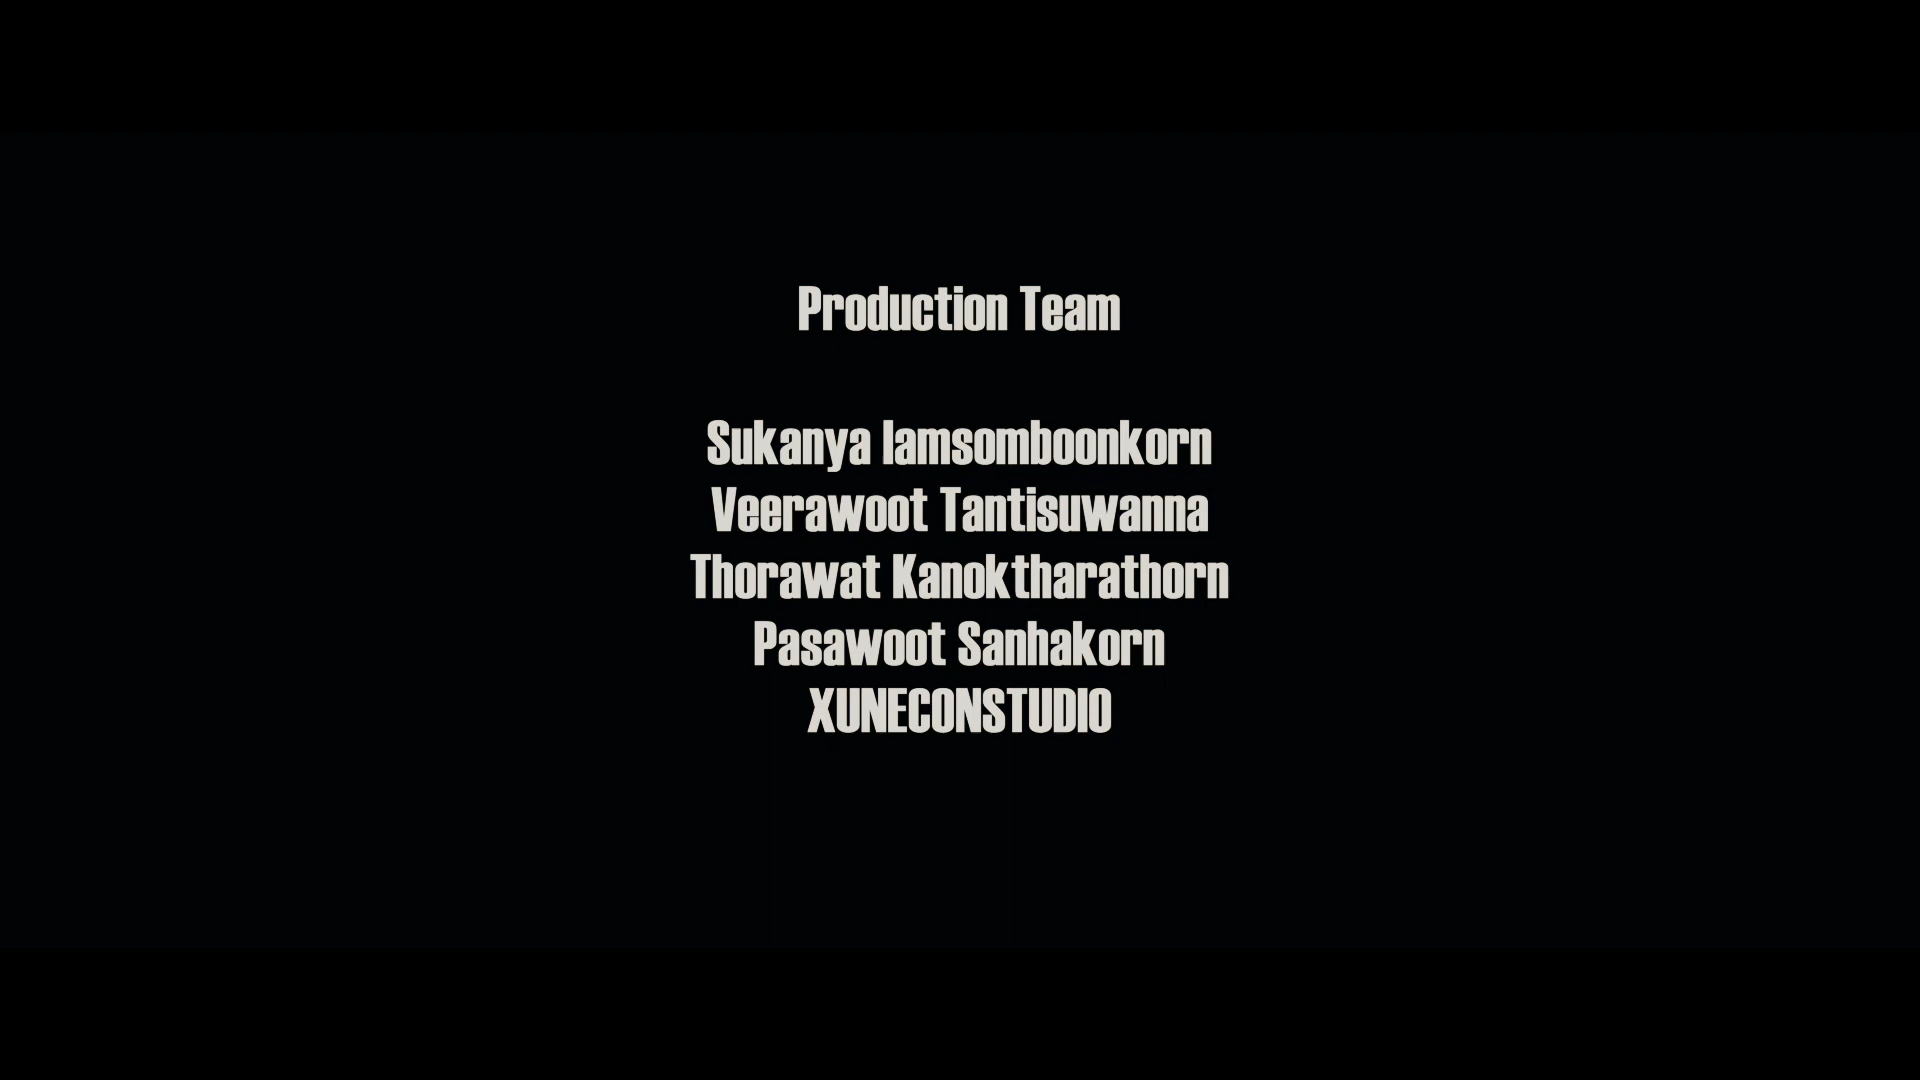 Production Team
Sukanya Iamsomboonkorn
Veerawoot Tantisuwanna
Thorawat Kanoktharathorn
Pasawoot Sanhakorn
XUNECONSTUDIO